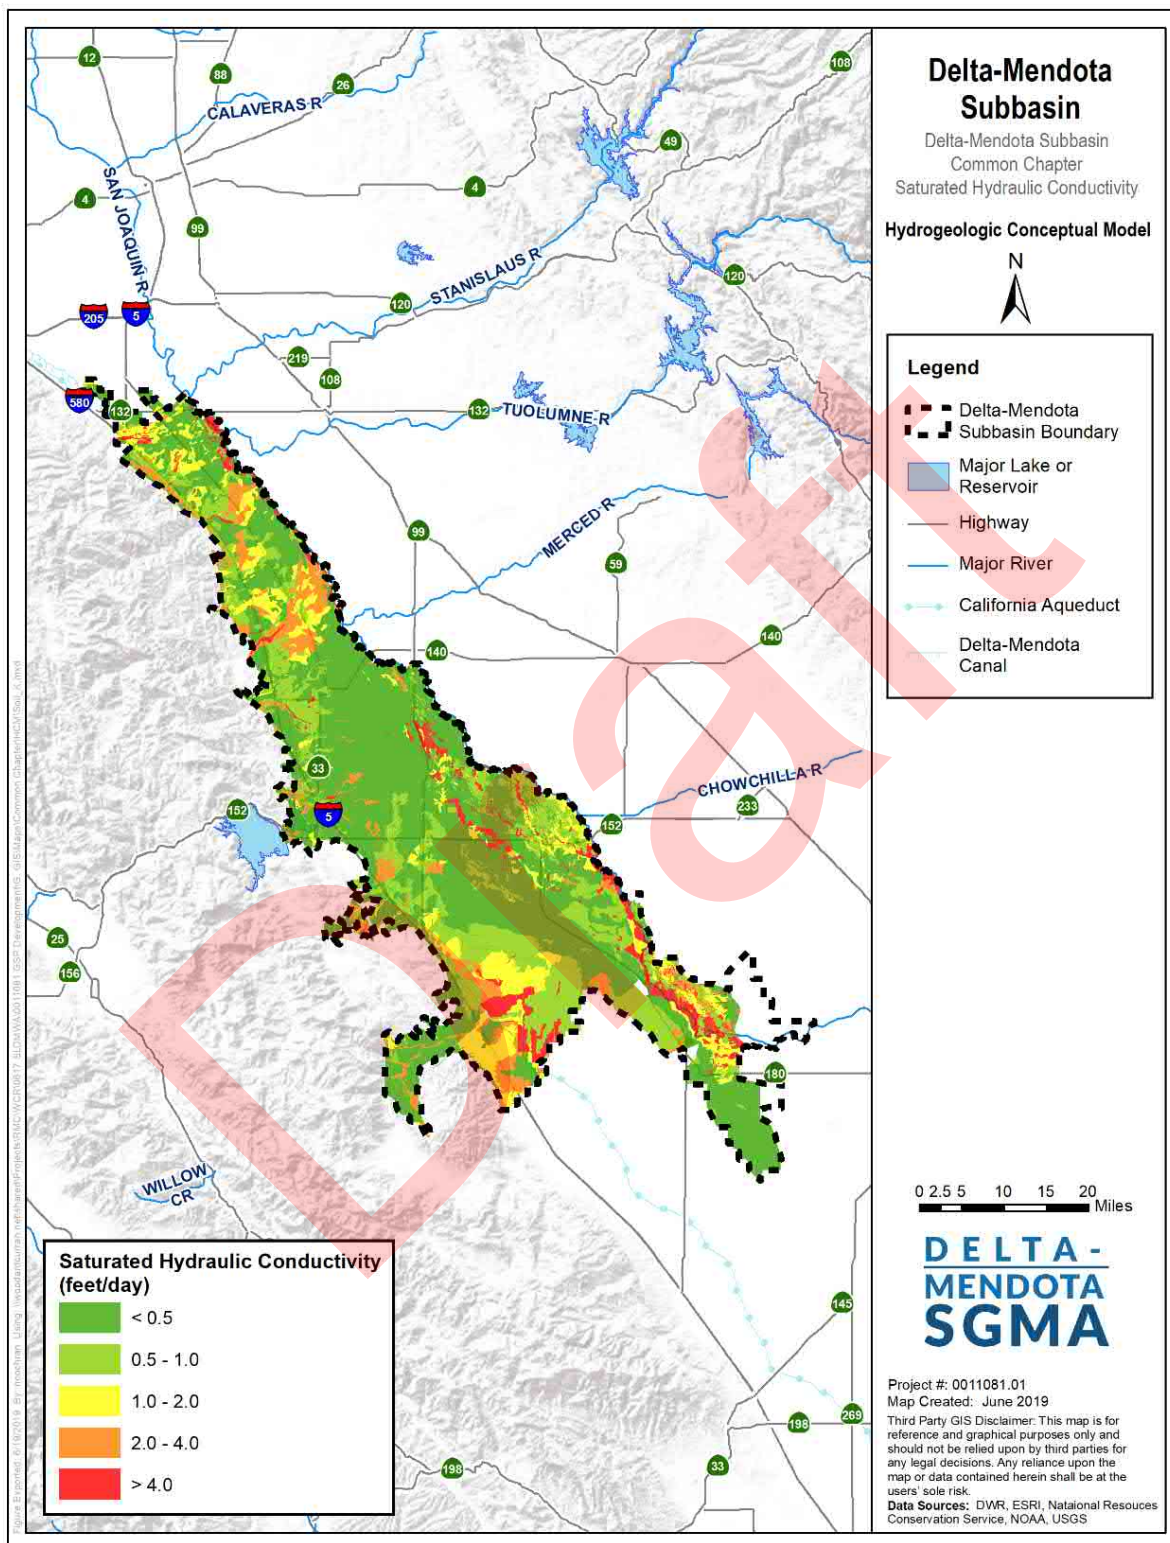 Delta-Mendota
Subbasin
Delta-Mendota Subbasin
Common Chapter
Saturated Hydraulic Conductivity
Hydrogeologic Conceptual Model
N
Legend
Delta-Mendota
Subbasin Boundary
Major Lake or
Reservoir
Highway
Major River
California Aqueduct
Delta-Mendota
Canal
0 2.5 5 10 15 20
Miles
DELTA-
MENDOTA
SGMA
Project #: 0011081.01
Map Created: June 2019
Third Party GIS Disclaimer: This map is for
reference and graphical purposes only and
should not be relied upon by third parties for
any legal decisions. Any reliance upon the
map or data contained herein shall be at the
users' sole risk.
Data Sources: DWR, ESRI, Nataional Resouces
Conservation Service, NOAA, USGS
12
88
26
108
CALAVERAS R
49
4
4
SAN JOAQUIN R
99
STANISLAUS R
120
120
205
5
219
108
580
132
132
TUOLUMNE R
MERCED R
99
59
140
140
33
CHOWCHILLA R
152
5
233
152
25
156
180
WILLOW
CR
145
198
269
33
198
Saturated Hydraulic Conductivity
(feet/day)
< 0.5
0.5 - 1.0
1.0 - 2.0
2.0 - 4.0
> 4.0
Draft